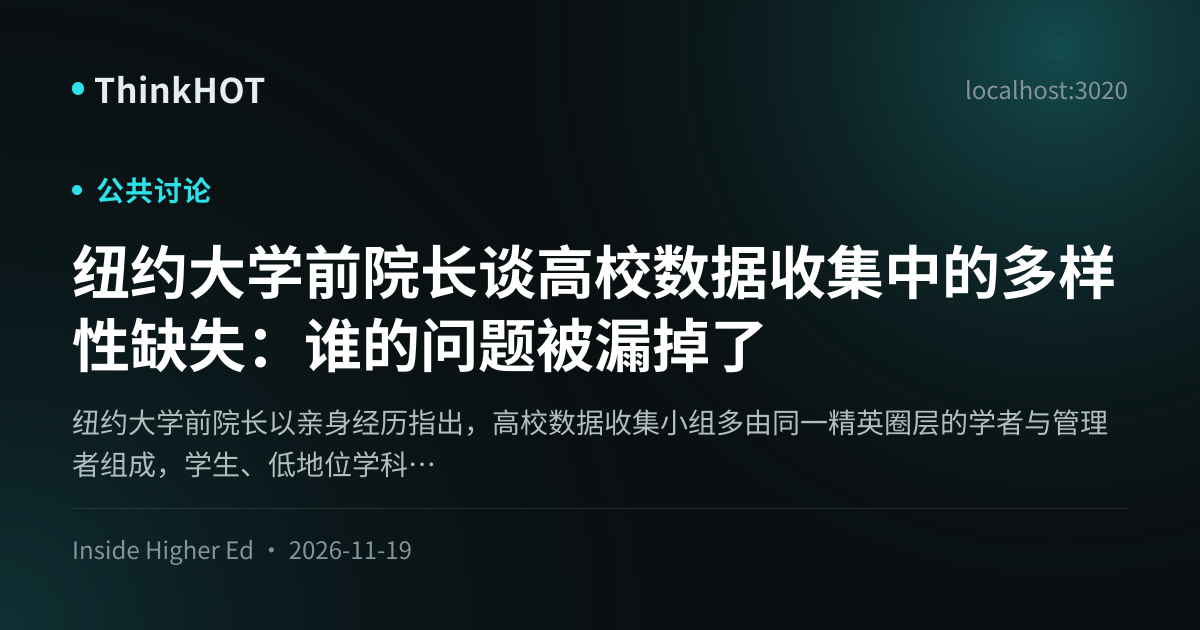 ThinkHOT
localhost:3020
公共讨论
纽约大学前院长谈高校数据收集中的多样
性缺失：谁的问题被漏掉了
纽约大学前院长以亲身经历指出，高校数据收集小组多由同一精英圈层的学者与管理
者组成，学生、低地位学科…
Inside Higher Ed · 2026-11-19